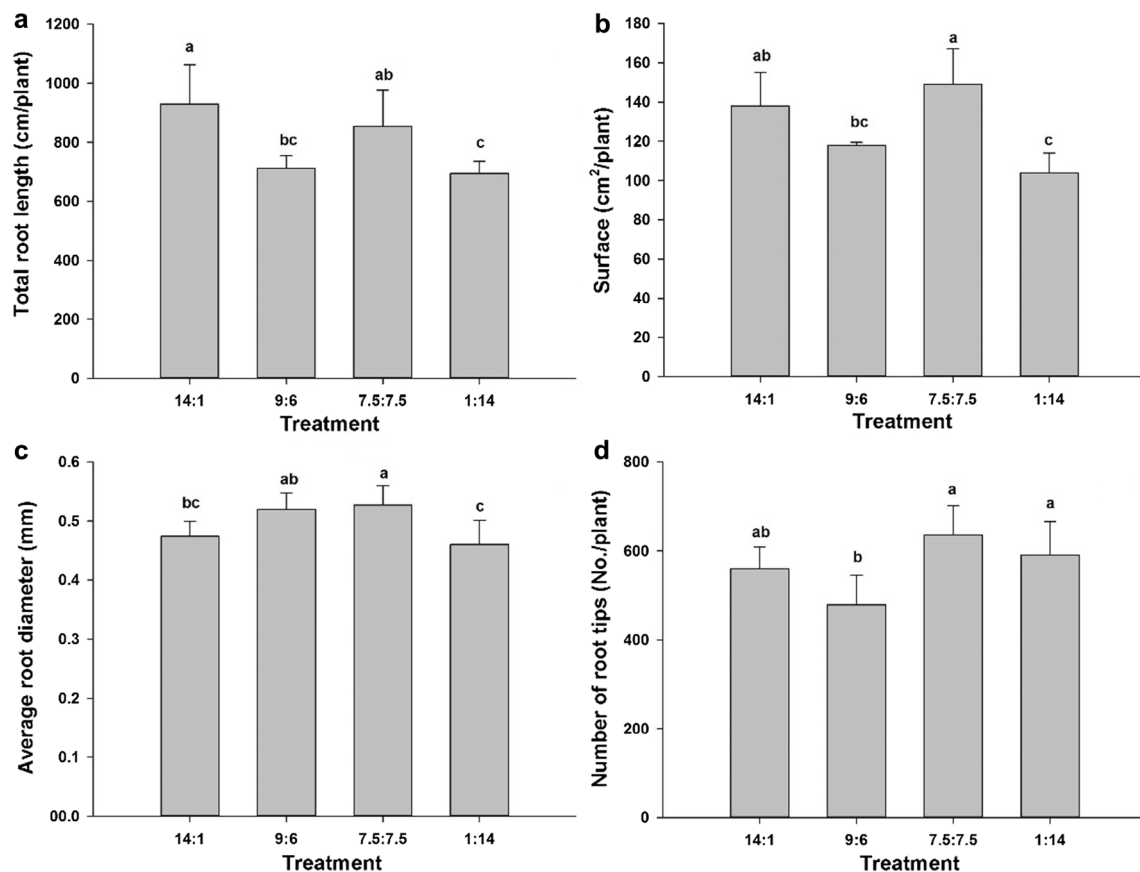 a
Total root length (cm/plant)
1200
1000
800
600
400
200
0
a
bc
ab
c
14:1 9:6 7.5:7.5 1:14
Treatment
b
Surface (cm²/plant)
180
160
140
120
100
80
60
40
20
0
ab
bc
a
c
14:1 9:6 7.5:7.5 1:14
Treatment
c
Average root diameter (mm)
0.6
0.5
0.4
0.3
0.2
0.1
00.0
bc
ab
a
c
14:1 9:6 7.5:7.5 1:14
Treatment
d
Number of root tips (No./plant)
800
600
400
200
0
ab
b
a
a
14:1 9:6 7.5:7.5 1:14
Treatment